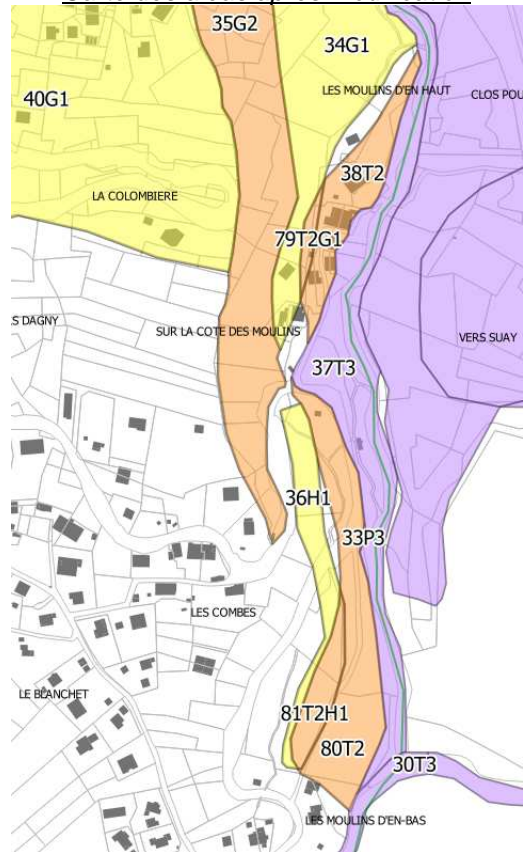 35G2
34G1
LES MOULINS D'EN HAUT
40G1
CLOS POU
38T2
LA COLOMBIERE
79T2G1
S DAGNY
SUR LA COTE DES MOULINS
VERS SUAY
37T3
36H1
33P3
LES COMBES
LE BLANCHET
81T2H1
80T2
30T3
LES MOULINS D'EN-BAS